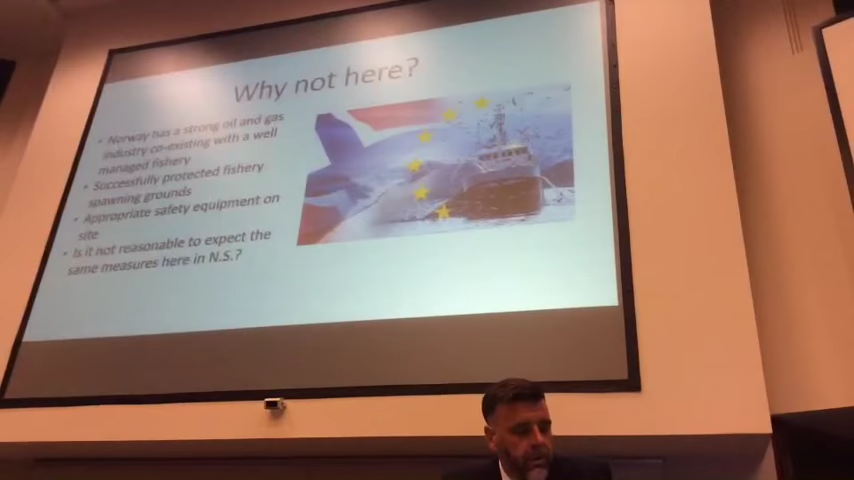 Why not here?
• Norway has a strong oil and gas
industry co-existing with a well
managed fishery
• Successfully protected fishery
spawning grounds
• Appropriate safety equipment on
site
• Is it not reasonable to expect the
same measures here in N.S.?